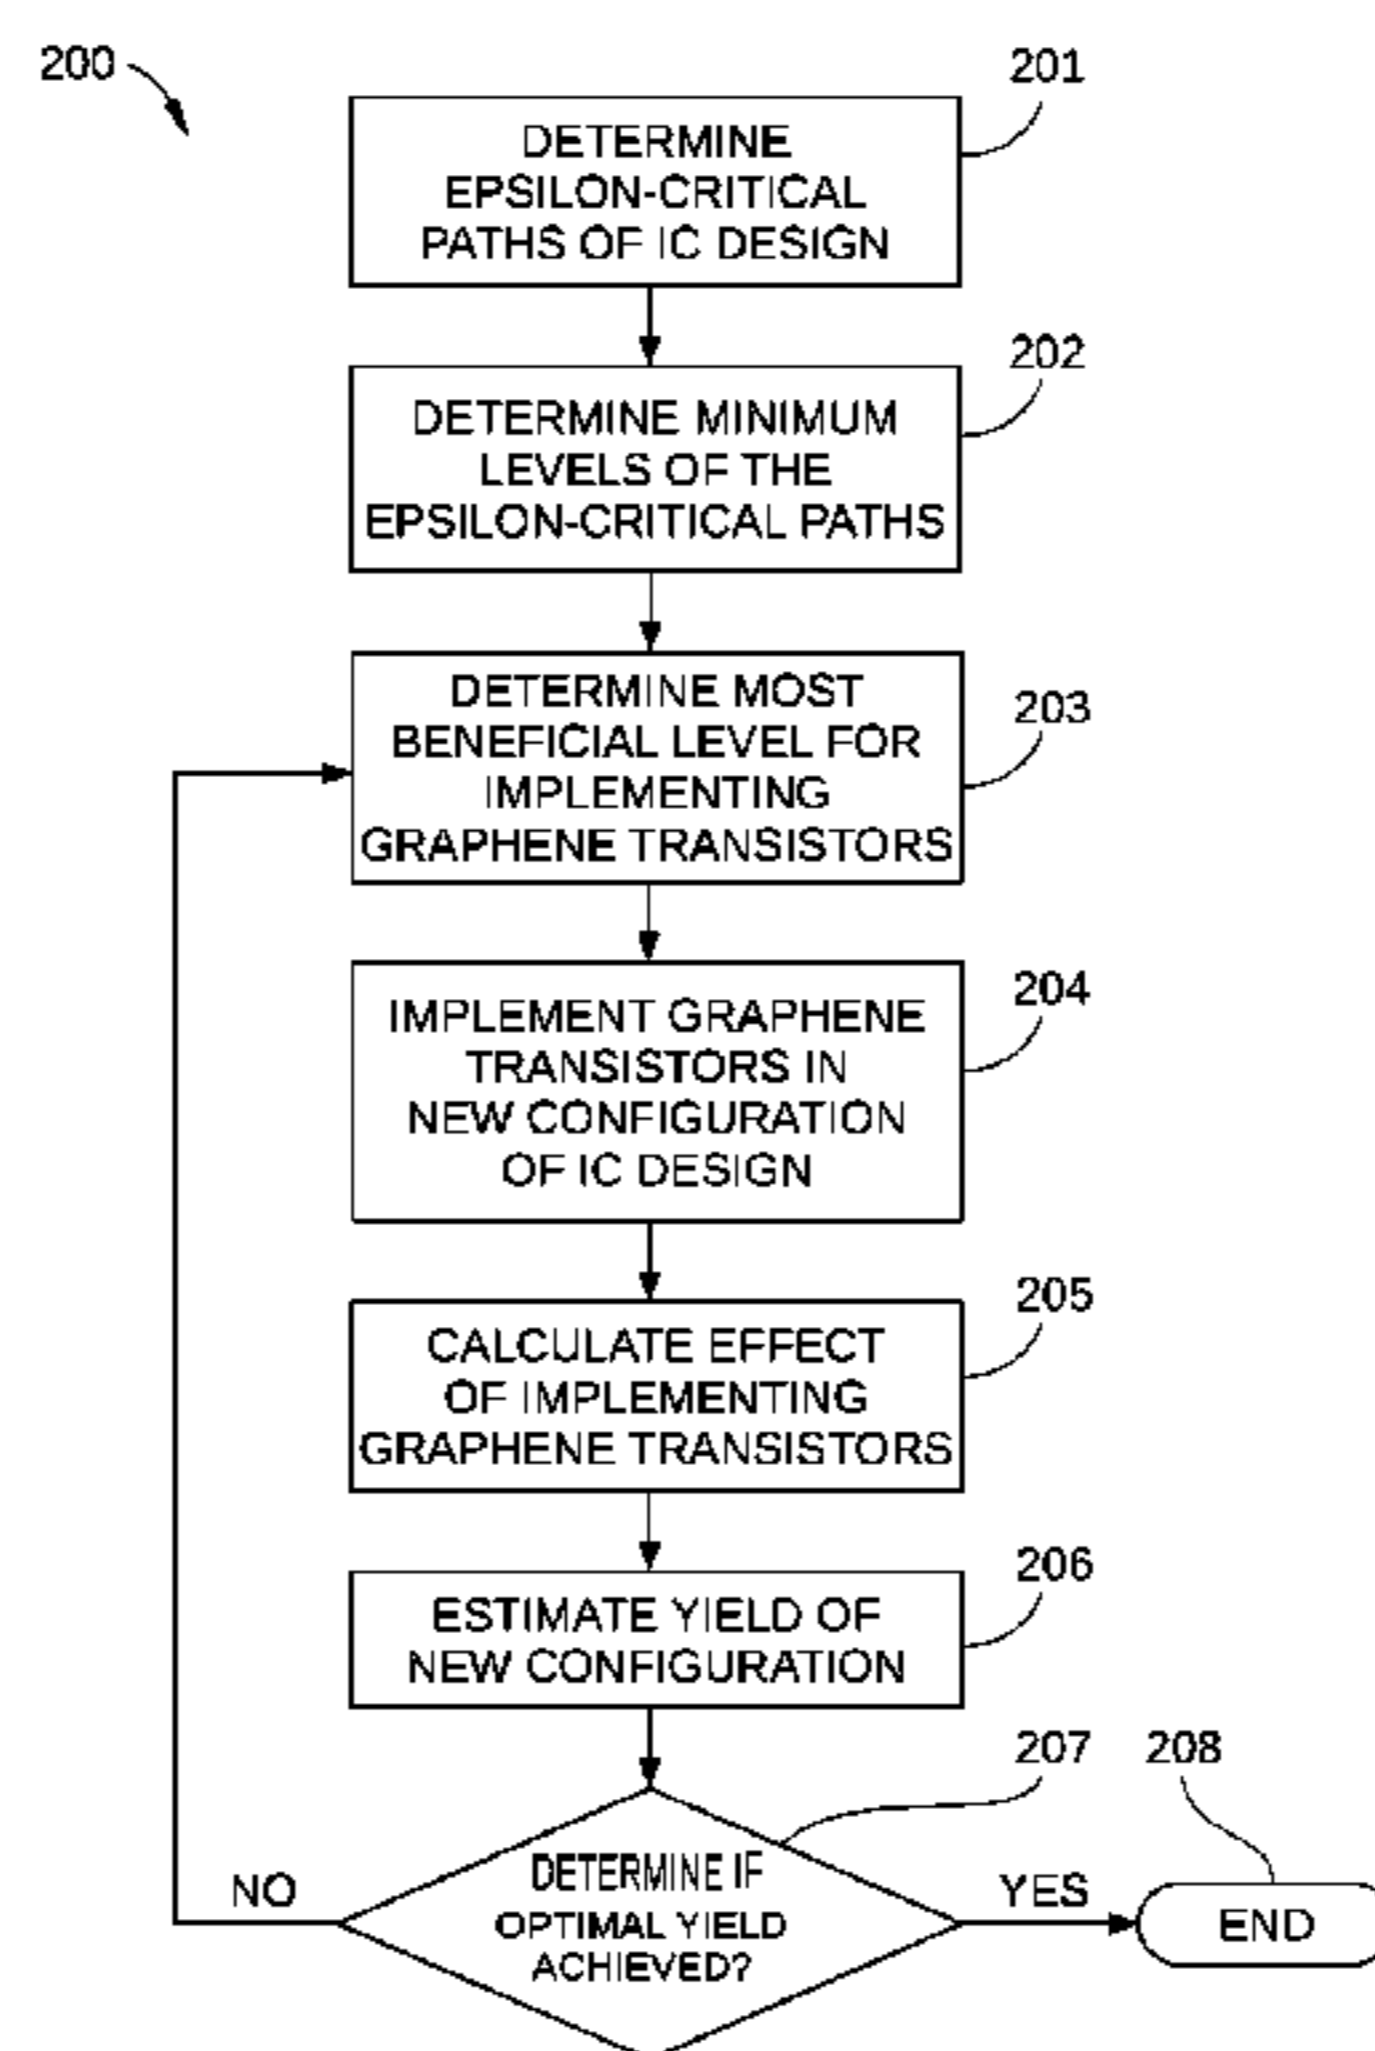 200
201
DETERMINE
EPSILON-CRITICAL
PATHS OF IC DESIGN
202
DETERMINE MINIMUM
LEVELS OF THE
EPSILON-CRITICAL PATHS
203
DETERMINE MOST
BENEFICIAL LEVEL FOR
IMPLEMENTING
GRAPHENE TRANSISTORS
204
IMPLEMENT GRAPHENE
TRANSISTORS IN
NEW CONFIGURATION
OF IC DESIGN
205
CALCULATE EFFECT
OF IMPLEMENTING
GRAPHENE TRANSISTORS
206
ESTIMATE YIELD OF
NEW CONFIGURATION
207
208
DETERMINE IF
OPTIMAL YIELD
ACHIEVED?
NO
YES
END